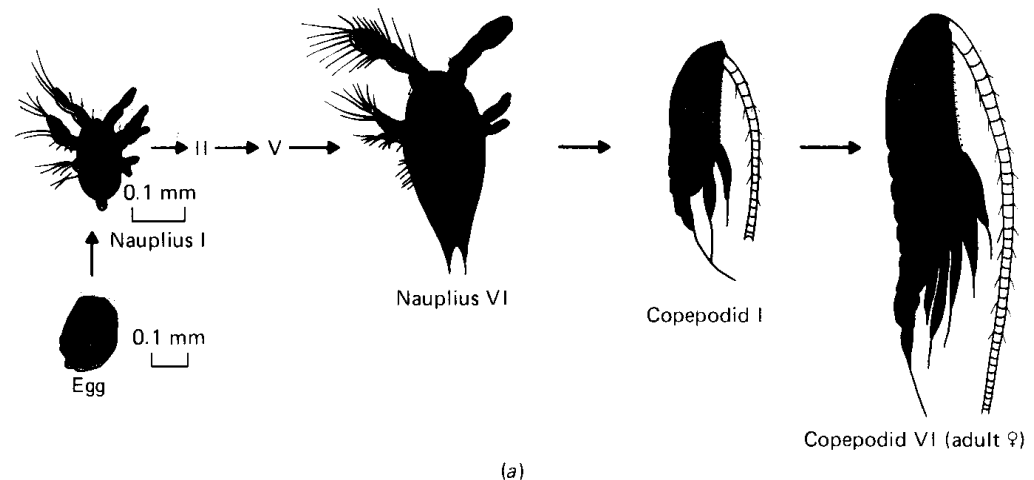 II
V
0.1 mm
Nauplius I
Nauplius VI
0.1 mm
Egg
Copepodid I
Copepodid VI (adult ♀)
(a)